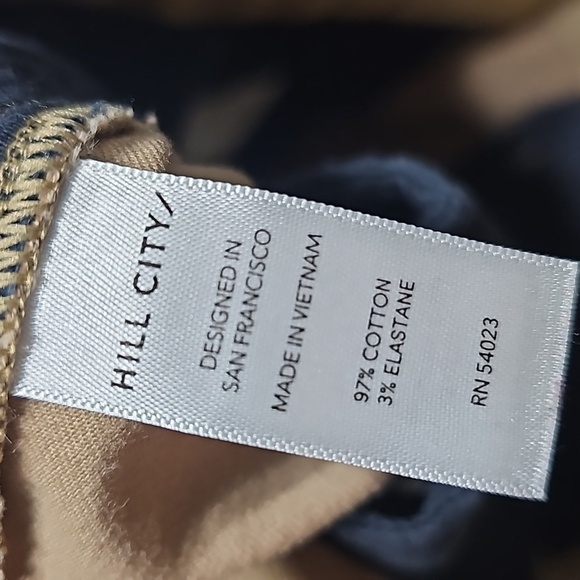 HILL CITY/
DESIGNED IN
SAN FRANCISCO
MADE IN VIETNAM
97% COTTON
3% ELASTANE
RN 54023